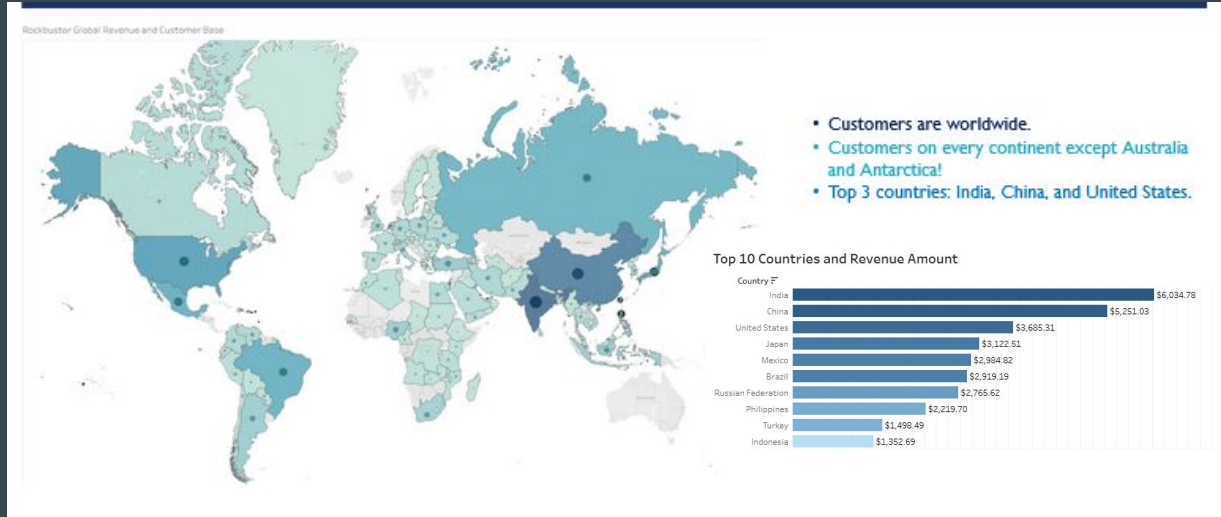 Rockbuster Global Revenue and Customer Base
• Customers are worldwide.
• Customers on every continent except Australia
and Antarctica!
• Top 3 countries: India, China, and United States.
Top 10 Countries and Revenue Amount
Country
India $6,034.78
China $5,251.03
United States $3,685.31
Japan $3,122.51
Mexico $2,984.82
Brazil $2,919.19
Russian Federation $2,765.62
Philippines $2,219.70
Turkey $1,498.49
Indonesia $1,352.69